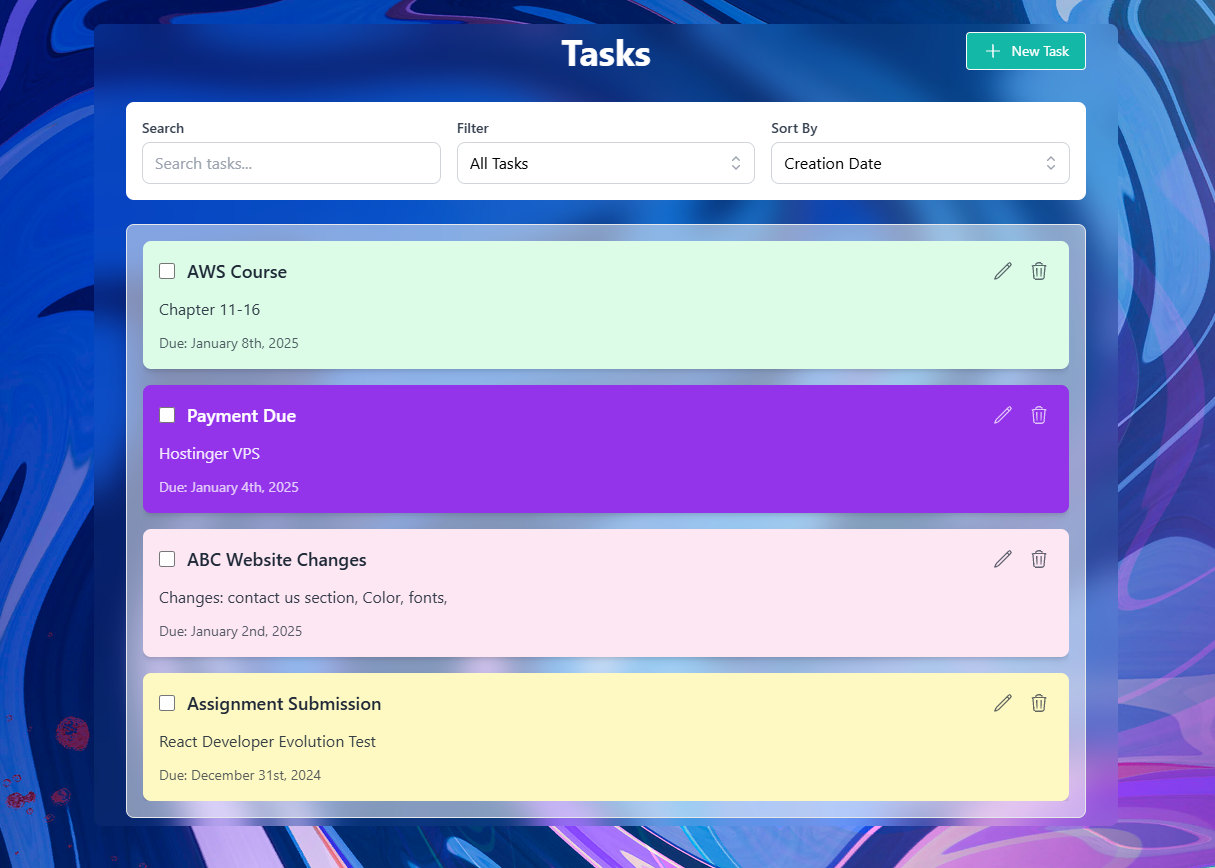 Tasks
New Task
Search
Filter
Sort By
Search tasks...
All Tasks
Creation Date
AWS Course
Chapter 11-16
Due: January 8th, 2025
Payment Due
Hostinger VPS
Due: January 4th, 2025
ABC Website Changes
Changes: contact us section, Color, fonts,
Due: January 2nd, 2025
Assignment Submission
React Developer Evolution Test
Due: December 31st, 2024